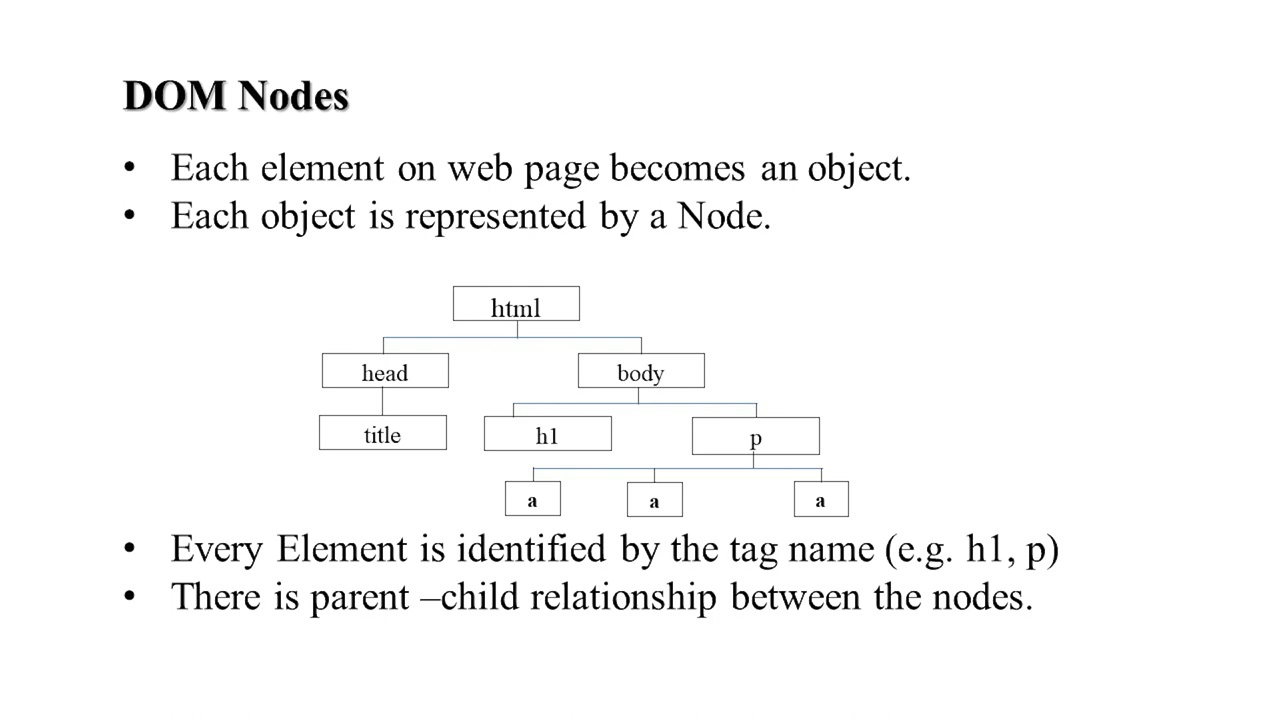 DOM Nodes
• Each element on web page becomes an object.
• Each object is represented by a Node.
html
head body
title h1 p
a a a
• Every Element is identified by the tag name (e.g. h1, p)
• There is parent –child relationship between the nodes.